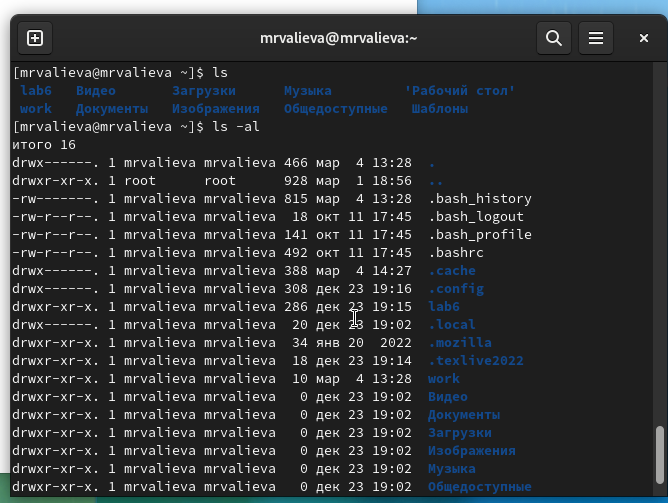 mrvalieva@mrvalieva:~
[mrvalieva@mrvalieva ~]$ ls
lab6 Видео Загрузки Музыка 'Рабочий стол'
work Документы Изображения Общедоступные Шаблоны
[mrvalieva@mrvalieva ~]$ ls -al
итого 16
drwx------. 1 mrvalieva mrvalieva 466 мар 4 13:28 .
drwxr-xr-x. 1 root root 928 мар 1 18:56 ..
-rw-------. 1 mrvalieva mrvalieva 815 мар 4 13:28 .bash_history
-rw-r--r--. 1 mrvalieva mrvalieva 18 окт 11 17:45 .bash_logout
-rw-r--r--. 1 mrvalieva mrvalieva 141 окт 11 17:45 .bash_profile
-rw-r--r--. 1 mrvalieva mrvalieva 492 окт 11 17:45 .bashrc
drwx------. 1 mrvalieva mrvalieva 388 мар 4 14:27 .cache
drwx------. 1 mrvalieva mrvalieva 308 дек 23 19:16 .config
drwxr-xr-x. 1 mrvalieva mrvalieva 286 дек 23 19:15 lab6
drwx------. 1 mrvalieva mrvalieva 20 дек 23 19:02 .local
drwxr-xr-x. 1 mrvalieva mrvalieva 34 янв 20 2022 .mozilla
drwxr-xr-x. 1 mrvalieva mrvalieva 18 дек 23 19:14 .texlive2022
drwxr-xr-x. 1 mrvalieva mrvalieva 10 мар 4 13:28 work
drwxr-xr-x. 1 mrvalieva mrvalieva 0 дек 23 19:02 Видео
drwxr-xr-x. 1 mrvalieva mrvalieva 0 дек 23 19:02 Документы
drwxr-xr-x. 1 mrvalieva mrvalieva 0 дек 23 19:02 Загрузки
drwxr-xr-x. 1 mrvalieva mrvalieva 0 дек 23 19:02 Изображения
drwxr-xr-x. 1 mrvalieva mrvalieva 0 дек 23 19:02 Музыка
drwxr-xr-x. 1 mrvalieva mrvalieva 0 дек 23 19:02 Общедоступные